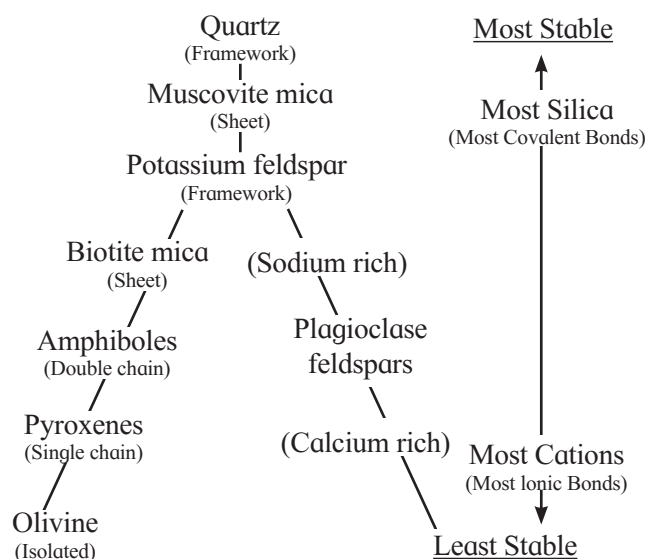 Quartz
(Framework)
Muscovite mica
(Sheet)
Potassium feldspar
(Framework)
Biotite mica
(Sheet)
Amphiboles
(Double chain)
Pyroxenes
(Single chain)
Olivine
(Isolated)
(Sodium rich)
Plagioclase
feldspars
(Calcium rich)
Most Stable
Most Silica
(Most Covalent Bonds)
Most Cations
(Most Ionic Bonds)
Least Stable